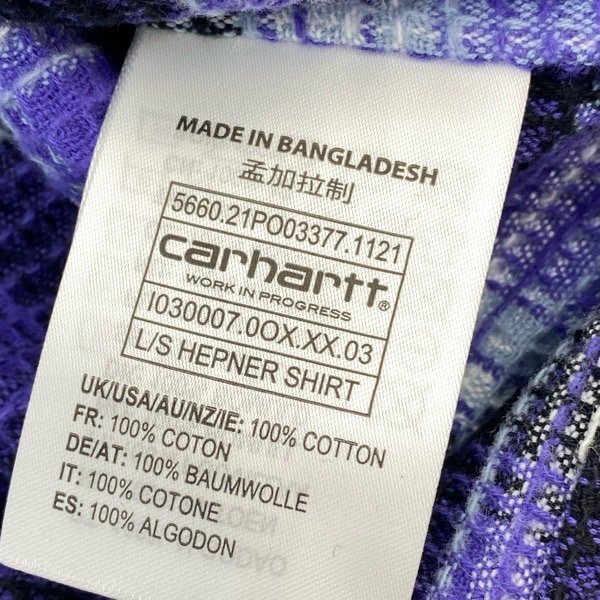 MADE IN BANGLADESH
孟加拉制
5660.21PO03377.1121
carhartt®
WORK IN PROGRESS
I030007.0OX.XX.03
L/S HEPNER SHIRT
UK/USA/AU/NZ/IE: 100% COTTON
FR: 100% COTON
DE/AT: 100% BAUMWOLLE
IT: 100% COTONE
ES: 100% ALGODON